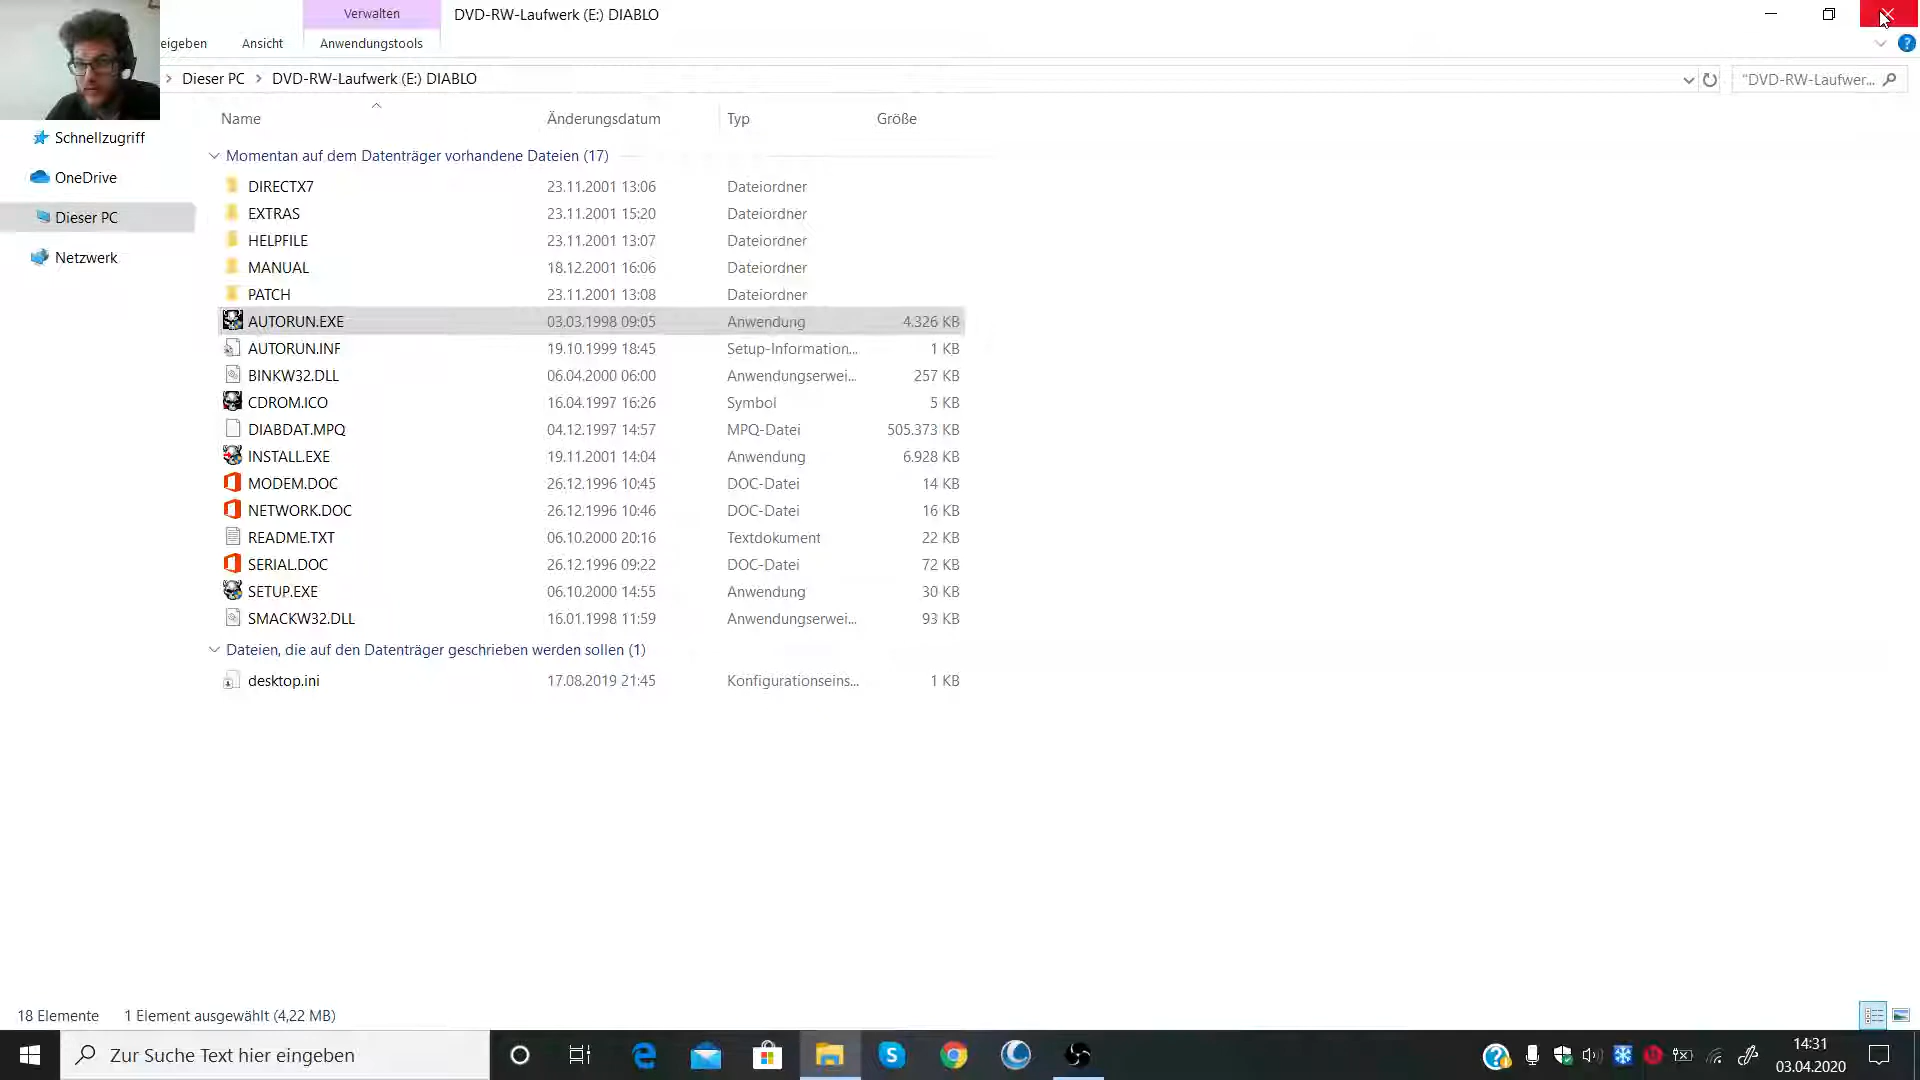 Verwalten
DVD-RW-Laufwerk (E:) DIABLO
eigeben
Ansicht
Anwendungstools
Dieser PC
DVD-RW-Laufwerk (E:) DIABLO
"DVD-RW-Laufwer...
Name
Änderungsdatum
Typ
Größe
Schnellzugriff
OneDrive
Dieser PC
Netzwerk
Momentan auf dem Datenträger vorhandene Dateien (17)
DIRECTX7 23.11.2001 13:06 Dateiordner
EXTRAS 23.11.2001 15:20 Dateiordner
HELPFILE 23.11.2001 13:07 Dateiordner
MANUAL 18.12.2001 16:06 Dateiordner
PATCH 23.11.2001 13:08 Dateiordner
AUTORUN.EXE 03.03.1998 09:05 Anwendung 4.326 KB
AUTORUN.INF 19.10.1999 18:45 Setup-Information... 1 KB
BINKW32.DLL 06.04.2000 06:00 Anwendungserwei... 257 KB
CDROM.ICO 16.04.1997 16:26 Symbol 5 KB
DIABDAT.MPQ 04.12.1997 14:57 MPQ-Datei 505.373 KB
INSTALL.EXE 19.11.2001 14:04 Anwendung 6.928 KB
MODEM.DOC 26.12.1996 10:45 DOC-Datei 14 KB
NETWORK.DOC 26.12.1996 10:46 DOC-Datei 16 KB
README.TXT 06.10.2000 20:16 Textdokument 22 KB
SERIAL.DOC 26.12.1996 09:22 DOC-Datei 72 KB
SETUP.EXE 06.10.2000 14:55 Anwendung 30 KB
SMACKW32.DLL 16.01.1998 11:59 Anwendungserwei... 93 KB
Dateien, die auf den Datenträger geschrieben werden sollen (1)
desktop.ini 17.08.2019 21:45 Konfigurationseins... 1 KB
18 Elemente
1 Element ausgewählt (4,22 MB)
Zur Suche Text hier eingeben
14:31
03.04.2020